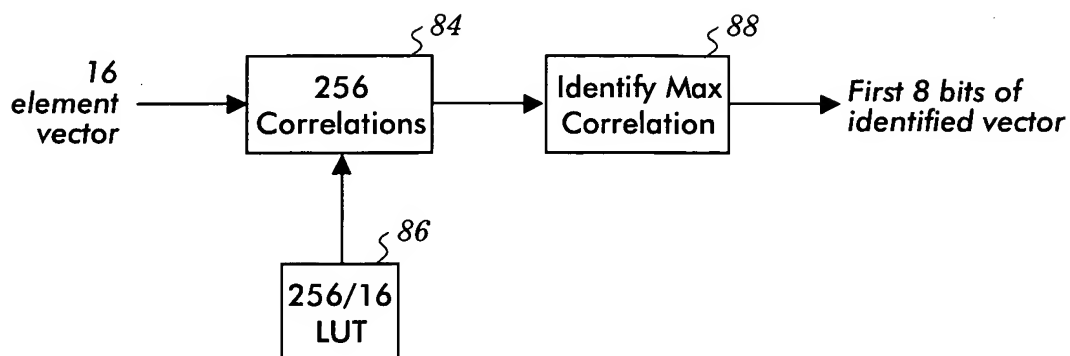 16
element
vector
84
256
Correlations
88
Identify Max
Correlation
First 8 bits of
identified vector
86
256/16
LUT